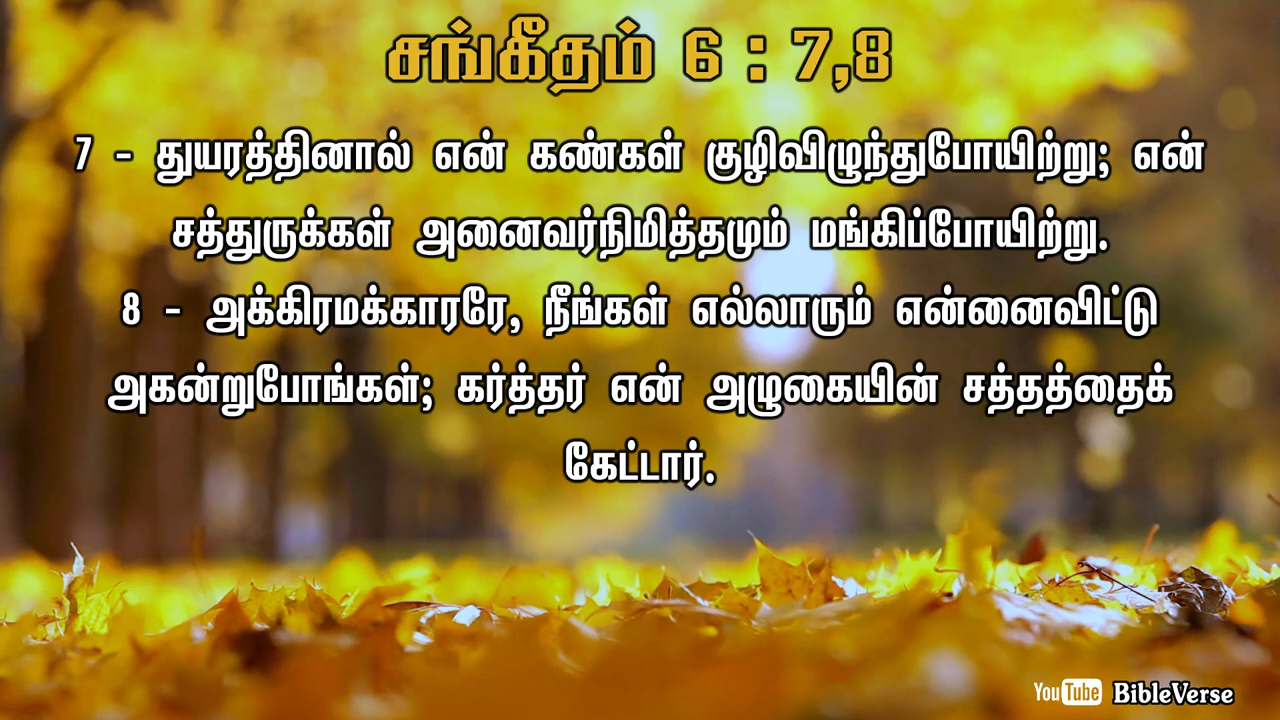 சங்கீதம் 6 : 7,8
7 - துயரத்தினால் என் கண்கள் குழிவிழுந்துபோயிற்று; என்
சத்துருக்கள் அனைவர்நிமித்தமும் மங்கிப்போயிற்று.
8 - அக்கிரமக்காரரே, நீங்கள் எல்லாரும் என்னைவிட்டு
அகன்றுபோங்கள்; கர்த்தர் என் அழுகையின் சத்தத்தைக்
கேட்டார்.
YouTube BibleVerse